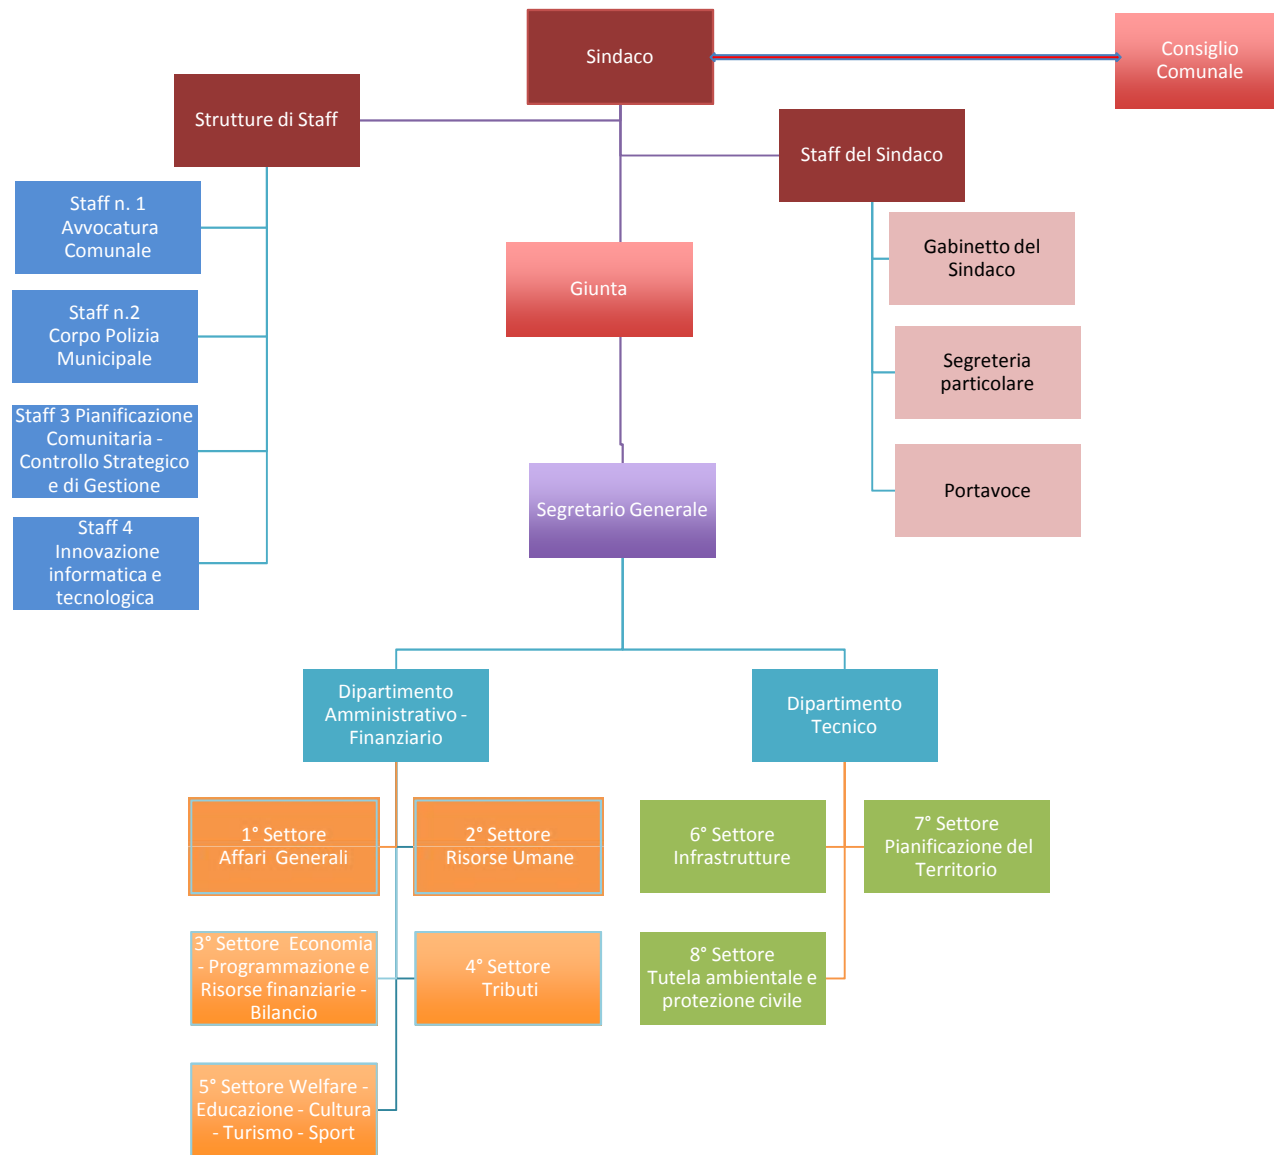 Sindaco
Consiglio
Comunale
Strutture di Staff
Staff del Sindaco
Staff n. 1
Avvocatura
Comunale
Staff n.2
Corpo Polizia
Municipale
Staff 3 Pianificazione
Comunitaria -
Controllo Strategico
e di Gestione
Staff 4
Innovazione
informatica e
tecnologica
Giunta
Gabinetto del
Sindaco
Segreteria
particolare
Portavoce
Segretario Generale
Dipartimento
Amministrativo -
Finanziario
Dipartimento
Tecnico
1° Settore
Affari Generali
2° Settore
Risorse Umane
3° Settore Economia
- Programmazione e
Risorse finanziarie -
Bilancio
4° Settore
Tributi
5° Settore Welfare -
Educazione - Cultura
- Turismo - Sport
6° Settore
Infrastrutture
7° Settore
Pianificazione del
Territorio
8° Settore
Tutela ambientale e
protezione civile